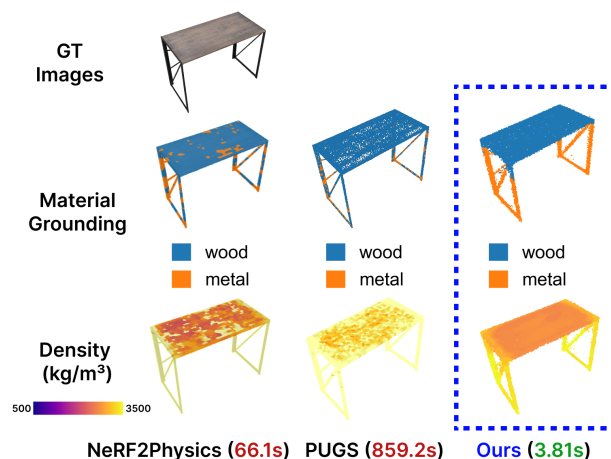 GT
Images
Material
Grounding
wood
metal
wood
metal
wood
metal
Density
(kg/m³)
500
3500
NeRF2Physics (66.1s)
PUGS (859.2s)
Ours (3.81s)